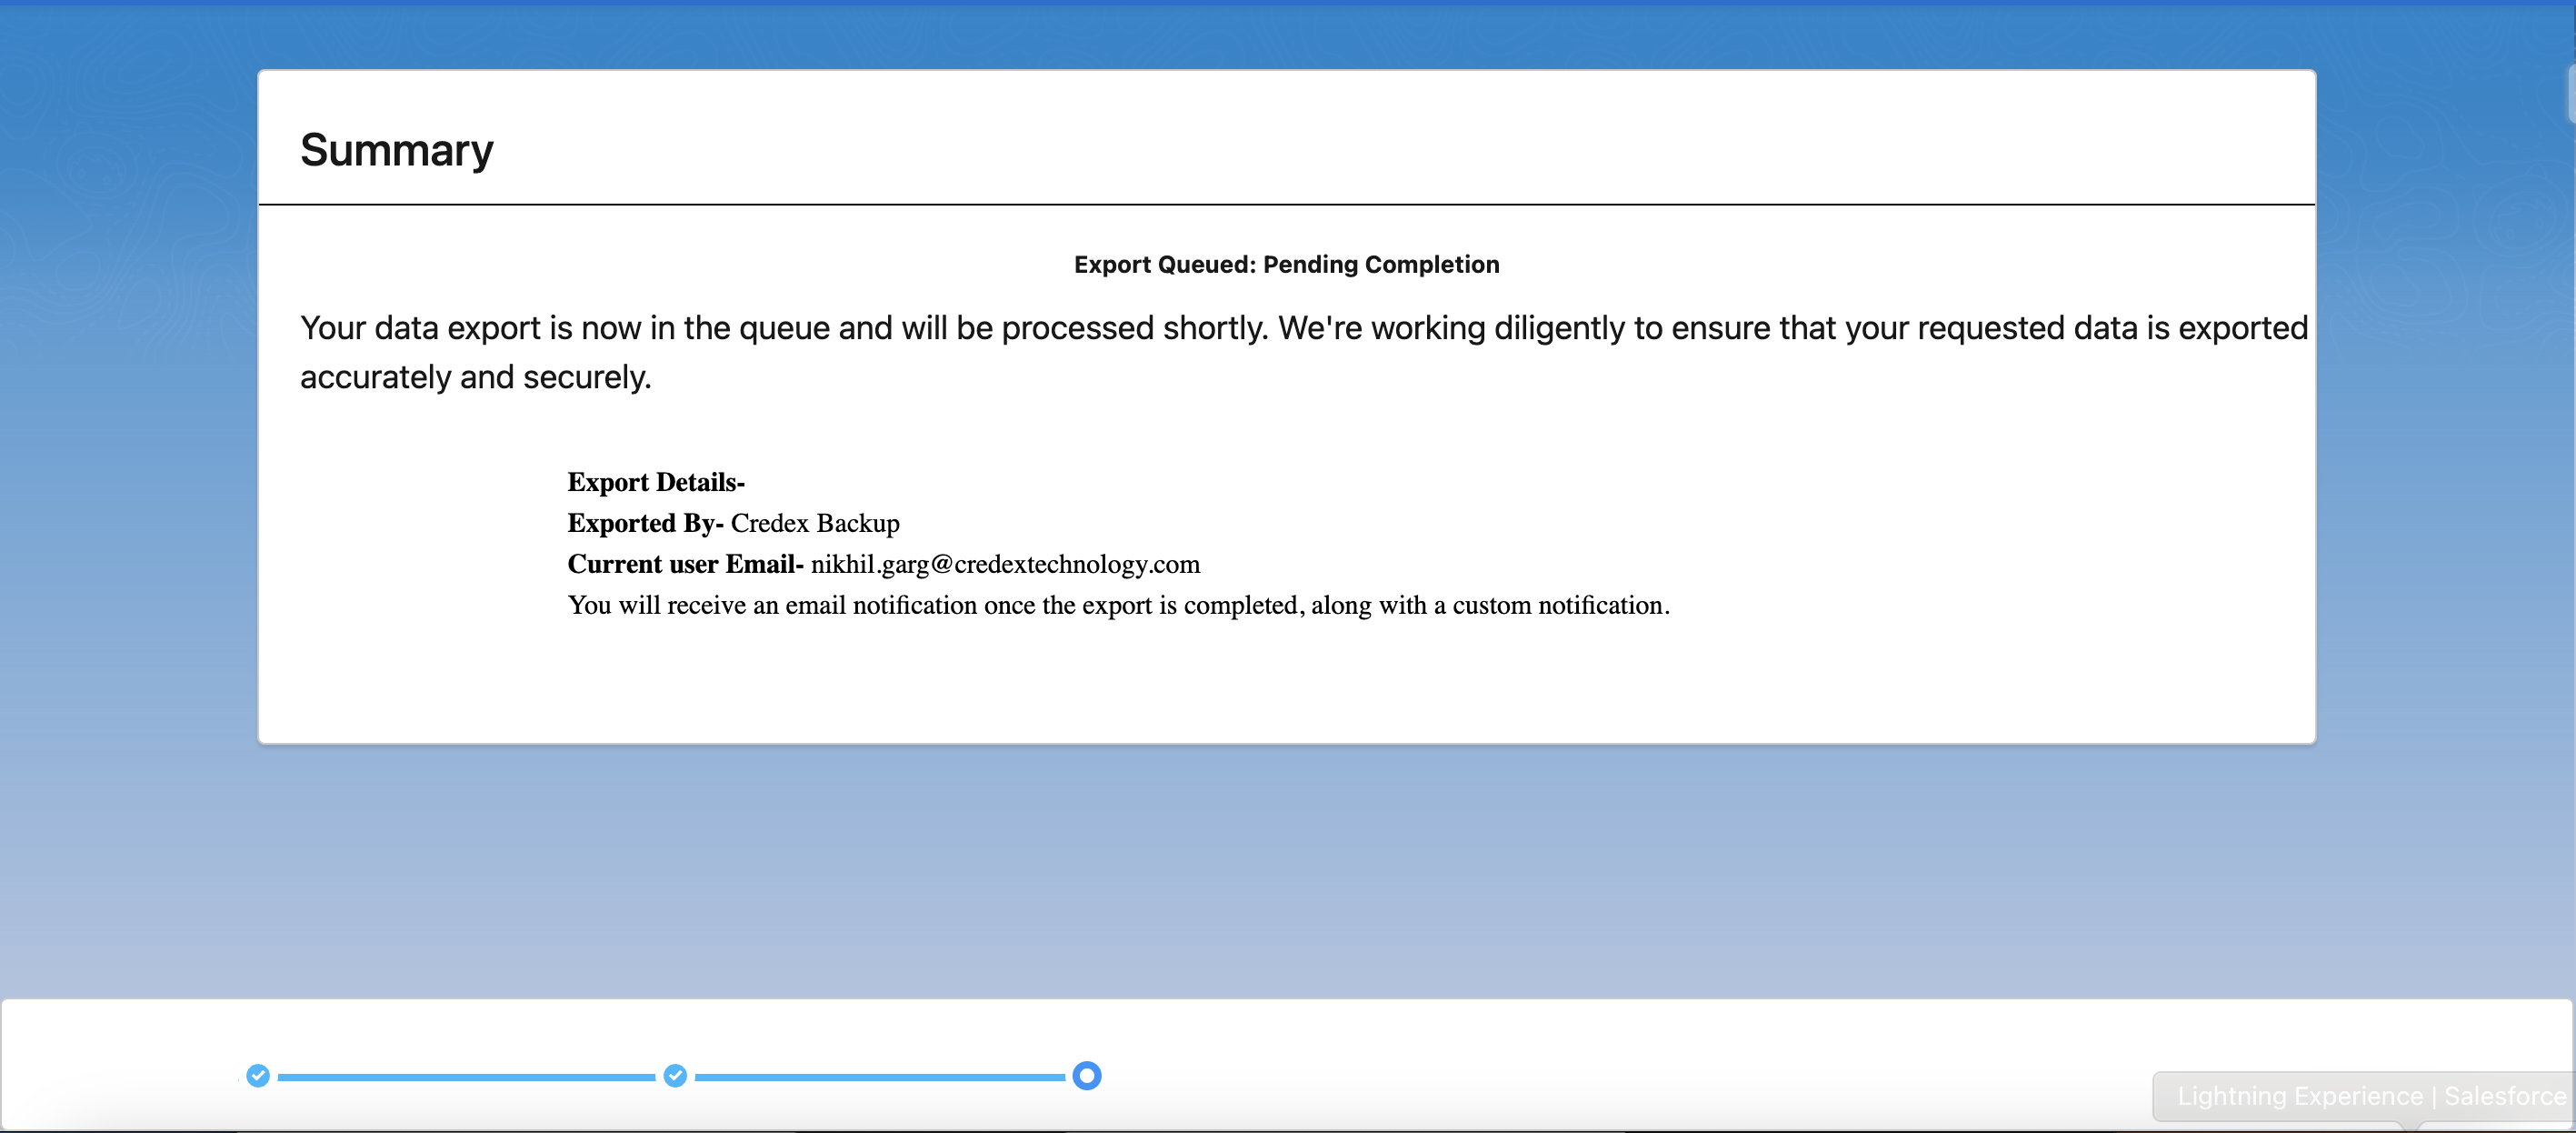 Summary
Export Queued: Pending Completion
Your data export is now in the queue and will be processed shortly. We're working diligently to ensure that your requested data is exported
accurately and securely.
Export Details-
Exported By- Credex Backup
Current user Email- nikhil.garg@credextechnology.com
You will receive an email notification once the export is completed, along with a custom notification.
Lightning Experience | Salesforce